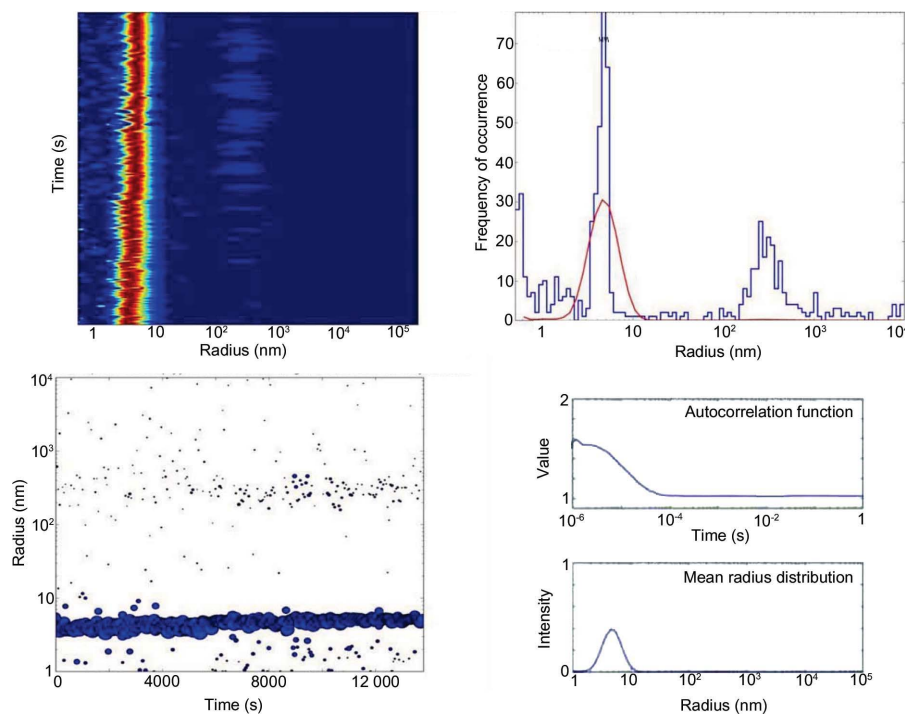 Time (s)
1 10 10² 10³ 10⁴ 10⁵
Radius (nm)
Frequency of occurrence
70
60
50
40
30
20
10
0
1 10 10² 10³ 10⁴
Radius (nm)
Radius (nm)
10⁴
10³
10²
10
1
0 4000 8000 12 000
Time (s)
Autocorrelation function
Value
2
1
10⁻⁶ 10⁻⁴ 10⁻² 1
Time (s)
Mean radius distribution
Intensity
1
0
1 10 10² 10³ 10⁴ 10⁵
Radius (nm)